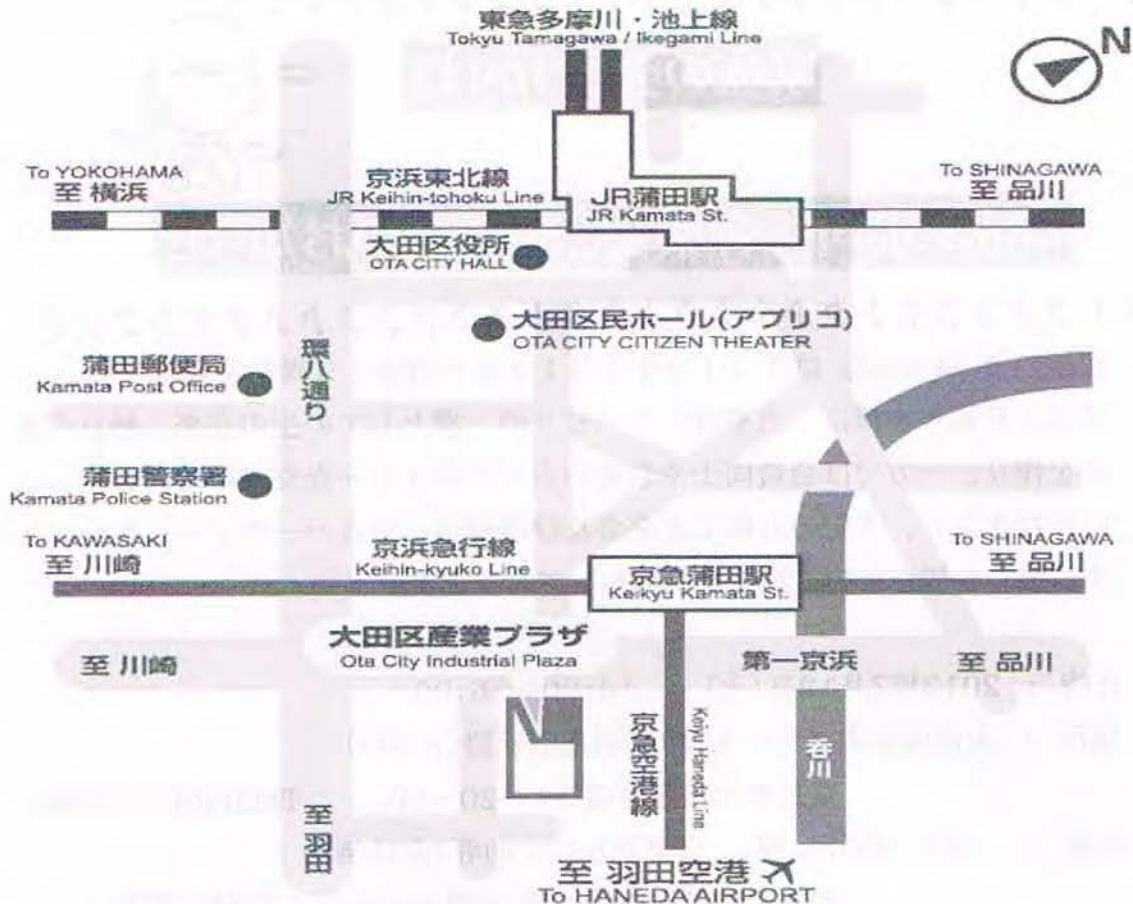 東急多摩川・池上線
Tokyu Tamagawa / Ikegami Line
N
To YOKOHAMA
至 横浜
京浜東北線
JR Keihin-tohoku Line
JR蒲田駅
JR Kamata St.
To SHINAGAWA
至 品川
大田区役所
OTA CITY HALL
大田区民ホール(アプリコ)
OTA CITY CITIZEN THEATER
環八通り
蒲田郵便局
Kamata Post Office
蒲田警察署
Kamata Police Station
To KAWASAKI
至 川崎
京浜急行線
Keihin-kyuko Line
京急蒲田駅
Keikyu Kamata St.
To SHINAGAWA
至 品川
大田区産業プラザ
Ota City Industrial Plaza
至 川崎
第一京浜
至 品川
京急空港線
Keiyu Haneda Line
呑川
至 羽田
至 羽田空港
To HANEDA AIRPORT